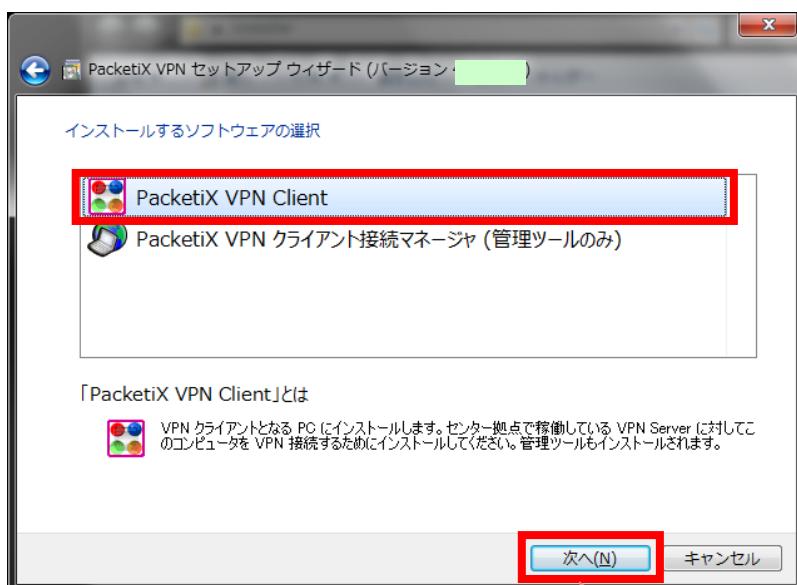 PacketiX VPN セットアップ ウィザード (バージョン )
インストールするソフトウェアの選択
PacketiX VPN Client
PacketiX VPN クライアント接続マネージャ (管理ツールのみ)
「PacketiX VPN Client」とは
VPN クライアントとなる PC にインストールします。センター拠点で稼働している VPN Server に対してこ
のコンピュータを VPN 接続するためにインストールしてください。管理ツールもインストールされます。
次へ(N)
キャンセル